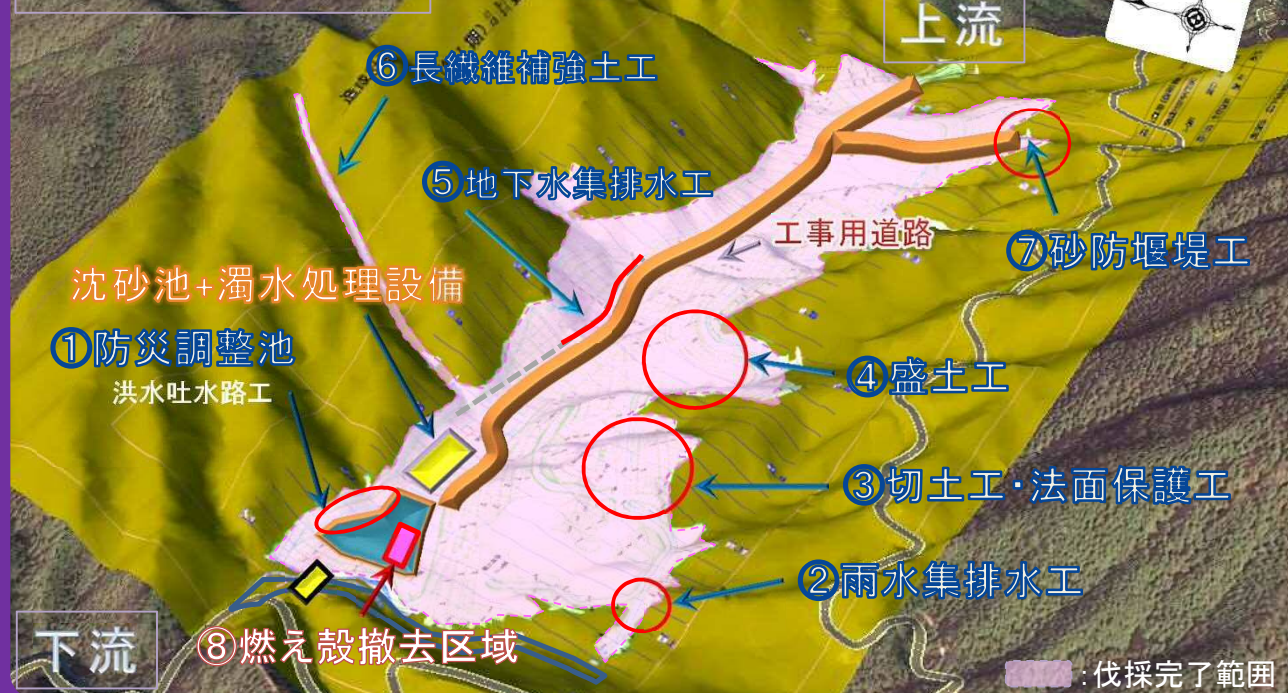 上流
⑥長繊維補強土工
⑤地下水集排水工
工事用道路
⑦砂防堰堤工
沈砂池+濁水処理設備
①防災調整池
洪水吐水路工
④盛土工
③切土工・法面保護工
②雨水集排水工
下流
⑧燃え殻撤去区域
:伐採完了範囲